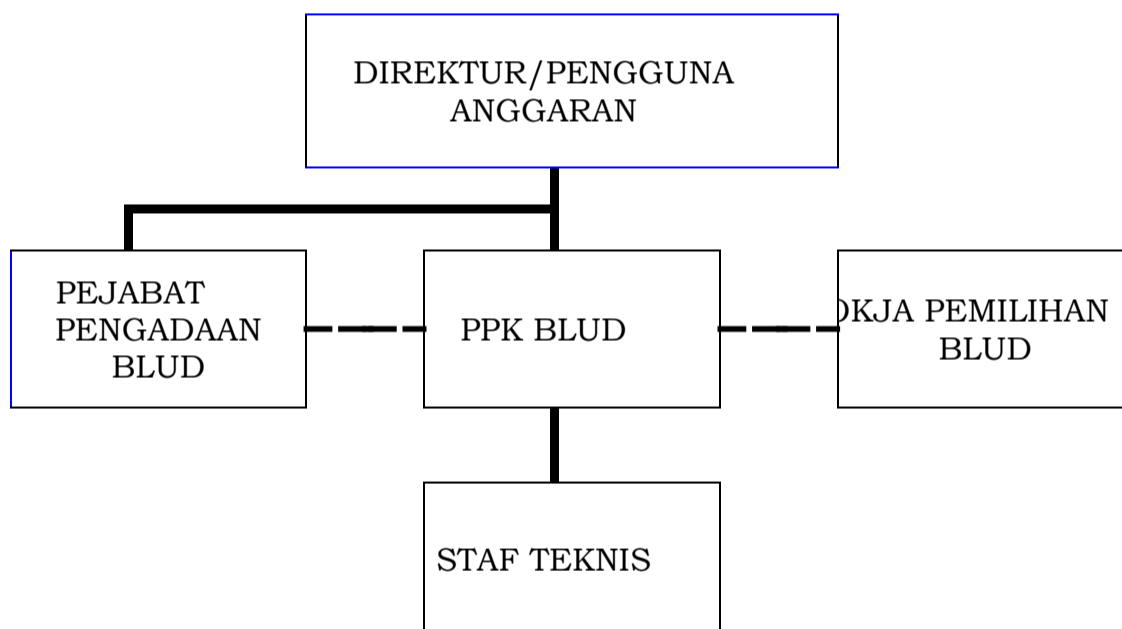 DIREKTUR/PENGGUNA
ANGGARAN
PEJABAT
PENGADAAN
BLUD
PPK BLUD
PEMILIHAN
BLUD
STAF TEKNIS